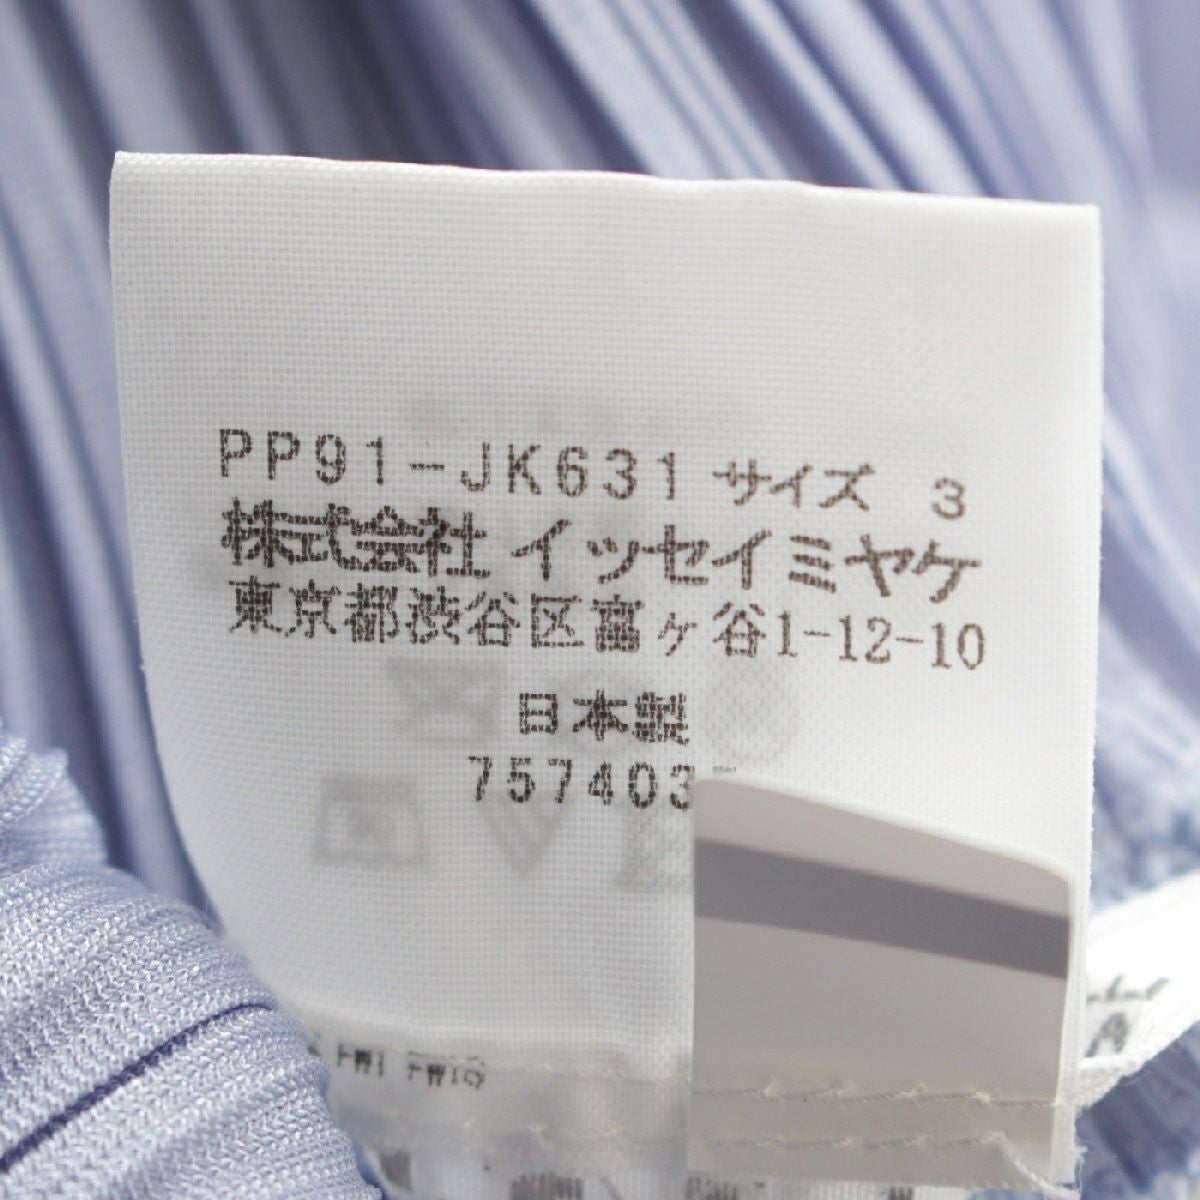 PP91-JK631 サイズ 3
株式会社 イッセイミヤケ
東京都渋谷区富ヶ谷1-12-10
日本製
757403